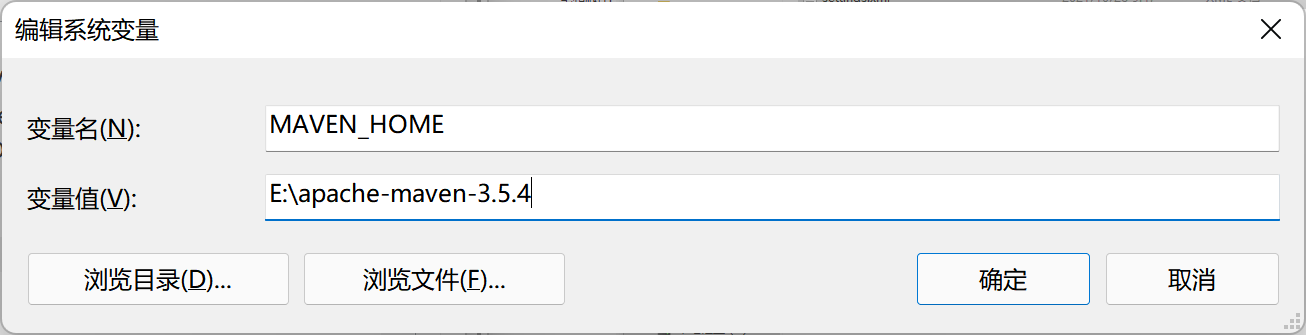 编辑系统变量
变量名(N):
MAVEN_HOME
变量值(V):
E:\apache-maven-3.5.4
浏览目录(D)...
浏览文件(F)...
确定
取消